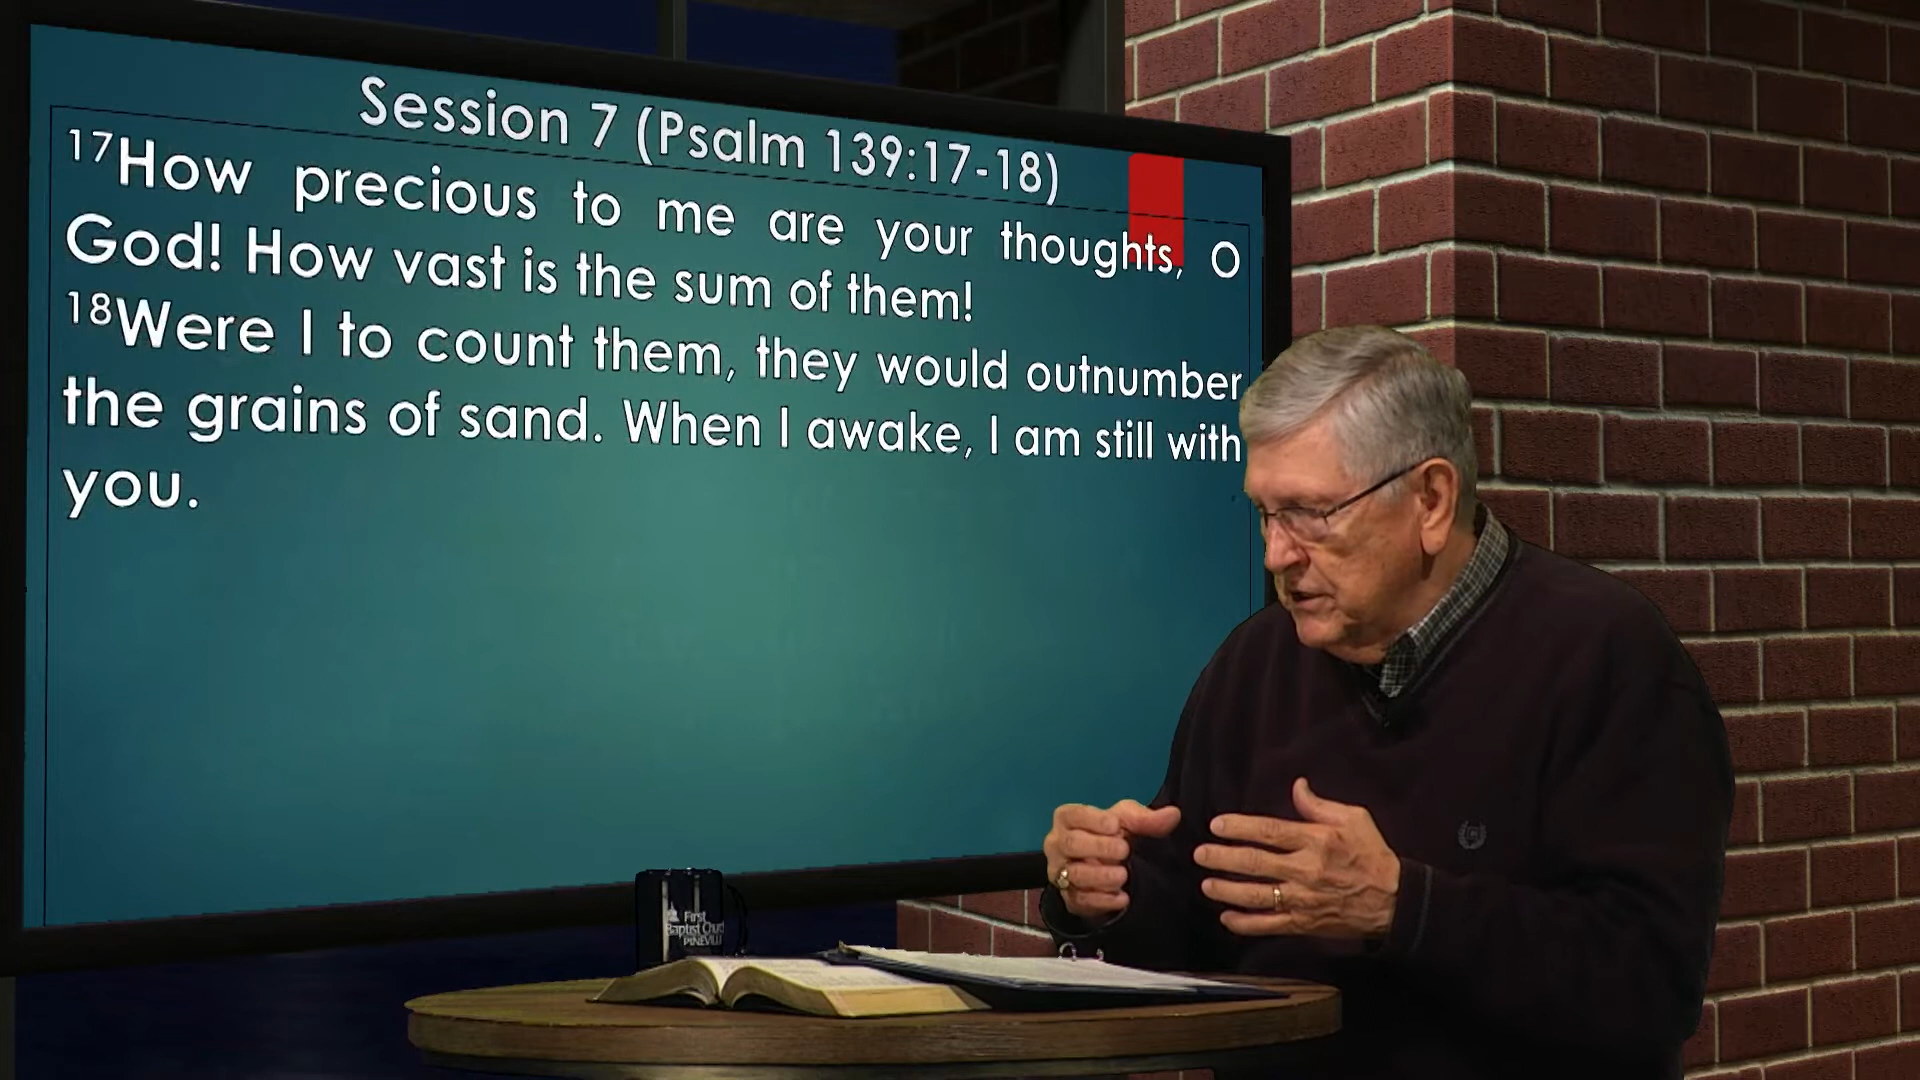 Session 7 (Psalm 139:17-18)
17How precious to me are your thoughts, O
God! How vast is the sum of them!
18Were I to count them, they would outnumber
the grains of sand. When I awake, I am still with
you.
First
Baptist Church
PINEVILLE